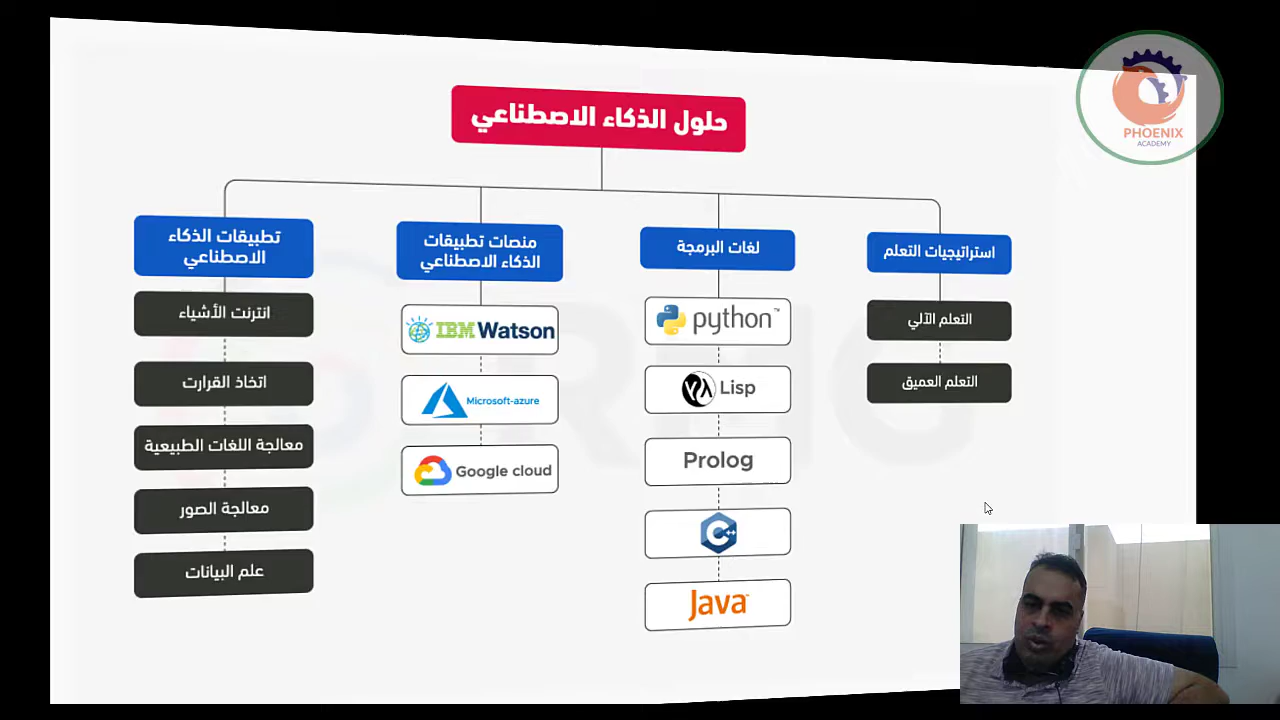 حلول الذكاء الاصطناعي
PHOENIX
ACADEMY
استراتيجيات التعلم
التعلم الآلي
التعلم العميق
لغات البرمجة
python™
Lisp
Prolog
C++
Java
منصات تطبيقات
الذكاء الاصطناعي
IBM Watson
Microsoft-azure
Google cloud
تطبيقات الذكاء
الاصطناعي
انترنت الأشياء
اتخاذ القرارت
معالجة اللغات الطبيعية
معالجة الصور
علم البيانات